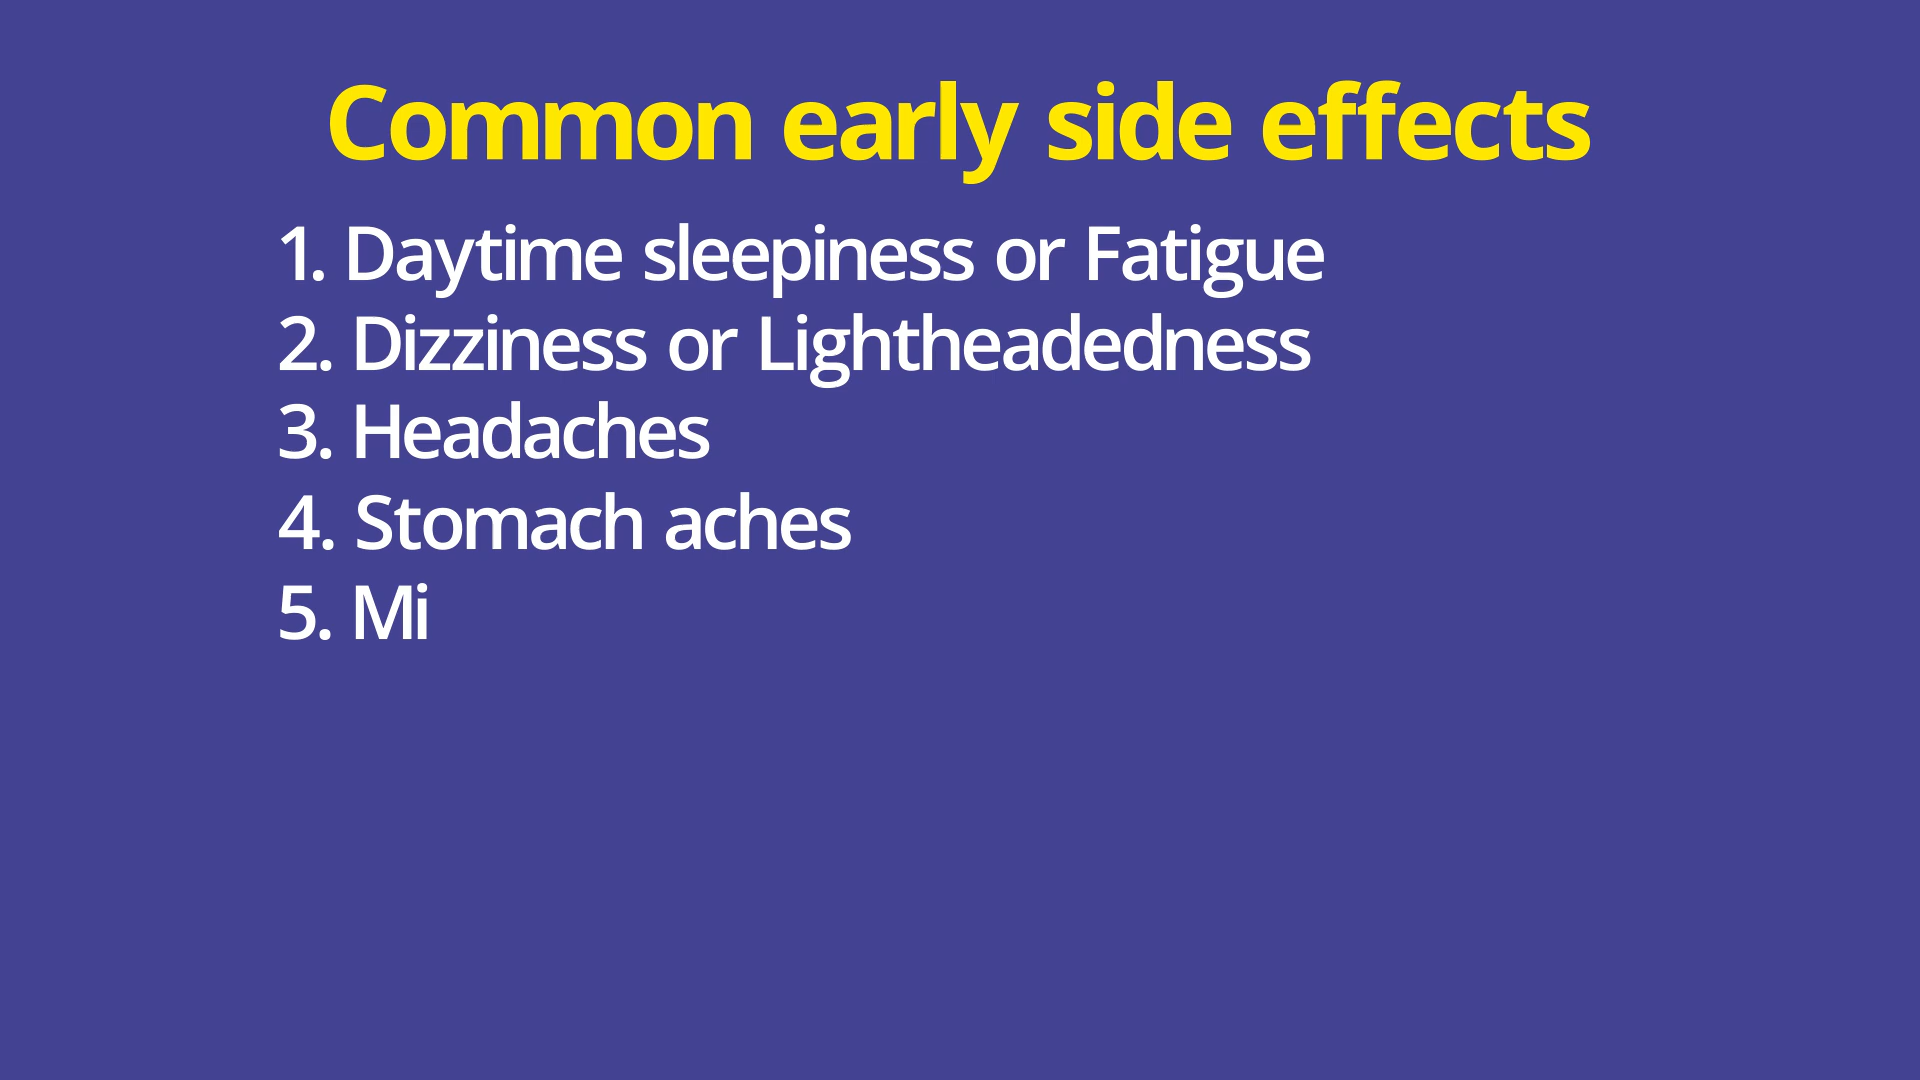 Common early side effects
1. Daytime sleepiness or Fatigue
2. Dizziness or Lightheadedness
3. Headaches
4. Stomach aches
5. Mi